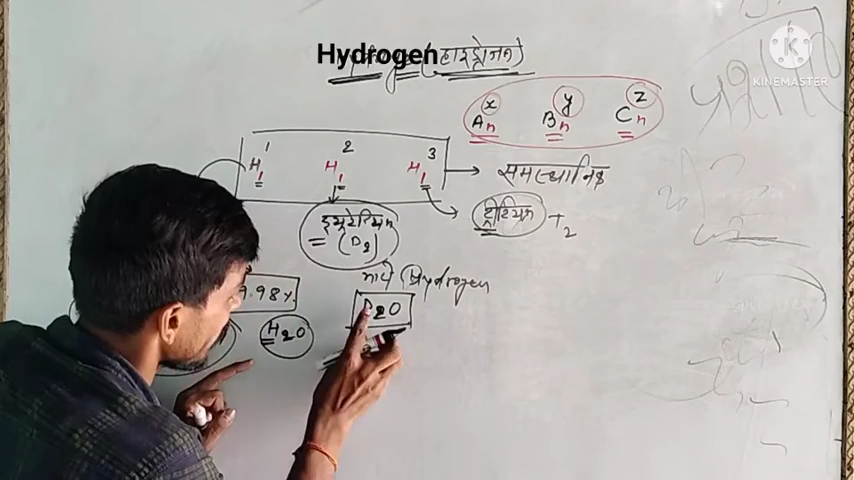 Hydrogen (हाइड्रोजन)
KINEMASTER
A n x B n y C n z
H 1 1 H 1 2 H 1 3 → समस्थानिक
ड्यूटेरियम (D2) ट्रीटियम T2
Hydrogen
9.98% D2O
H2O